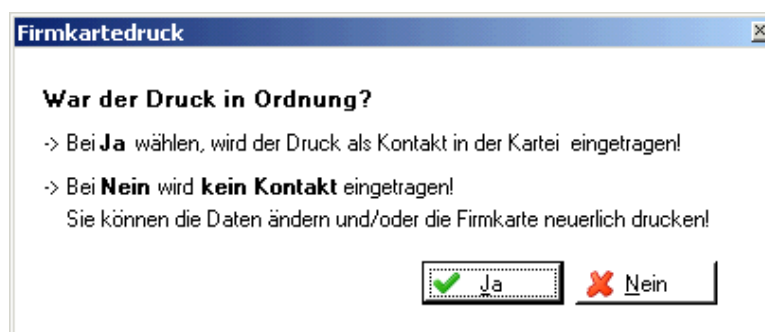 Firmkartedruck
War der Druck in Ordnung?
-> Bei Ja wählen, wird der Druck als Kontakt in der Kartei eingetragen!
-> Bei Nein wird kein Kontakt eingetragen!
Sie können die Daten ändern und/oder die Firmkarte neuerlich drucken!
Ja Nein